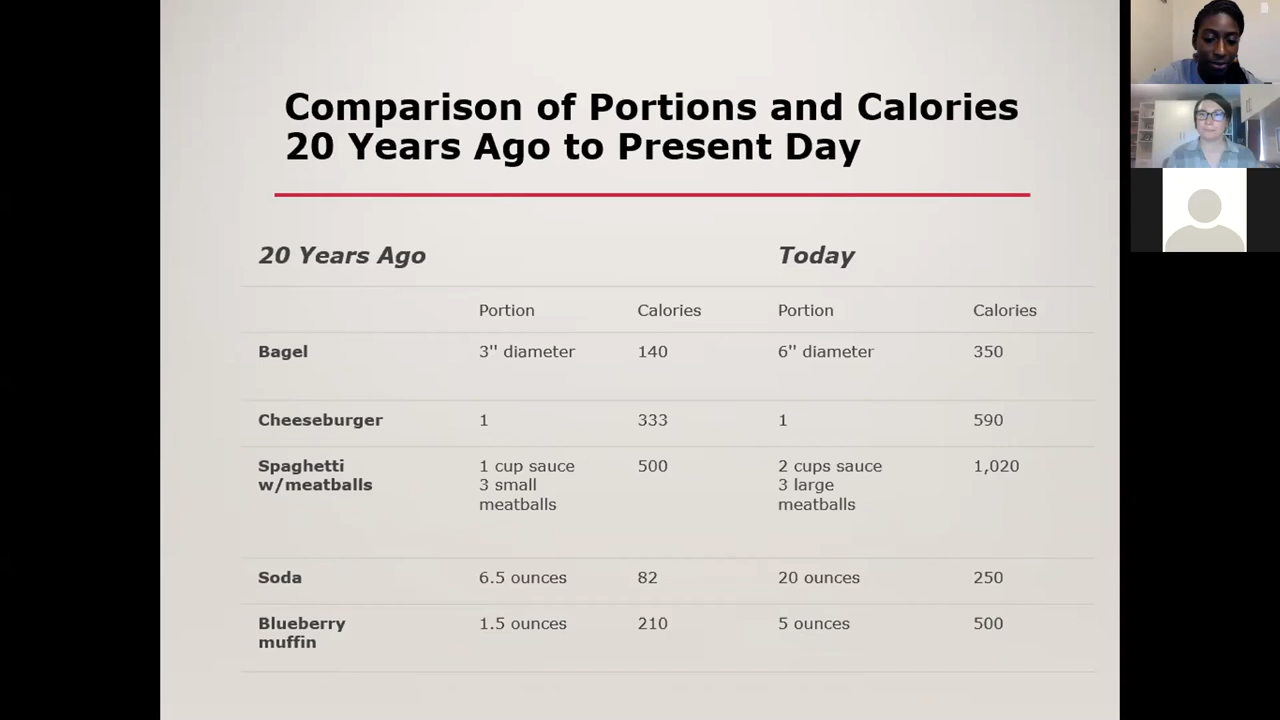 Comparison of Portions and Calories
20 Years Ago to Present Day
20 Years Ago Today
Portion Calories Portion Calories
Bagel 3'' diameter 140 6'' diameter 350
Cheeseburger 1 333 1 590
Spaghetti 1 cup sauce 500 2 cups sauce 1,020
w/meatballs 3 small 3 large
meatballs meatballs
Soda 6.5 ounces 82 20 ounces 250
Blueberry 1.5 ounces 210 5 ounces 500
muffin